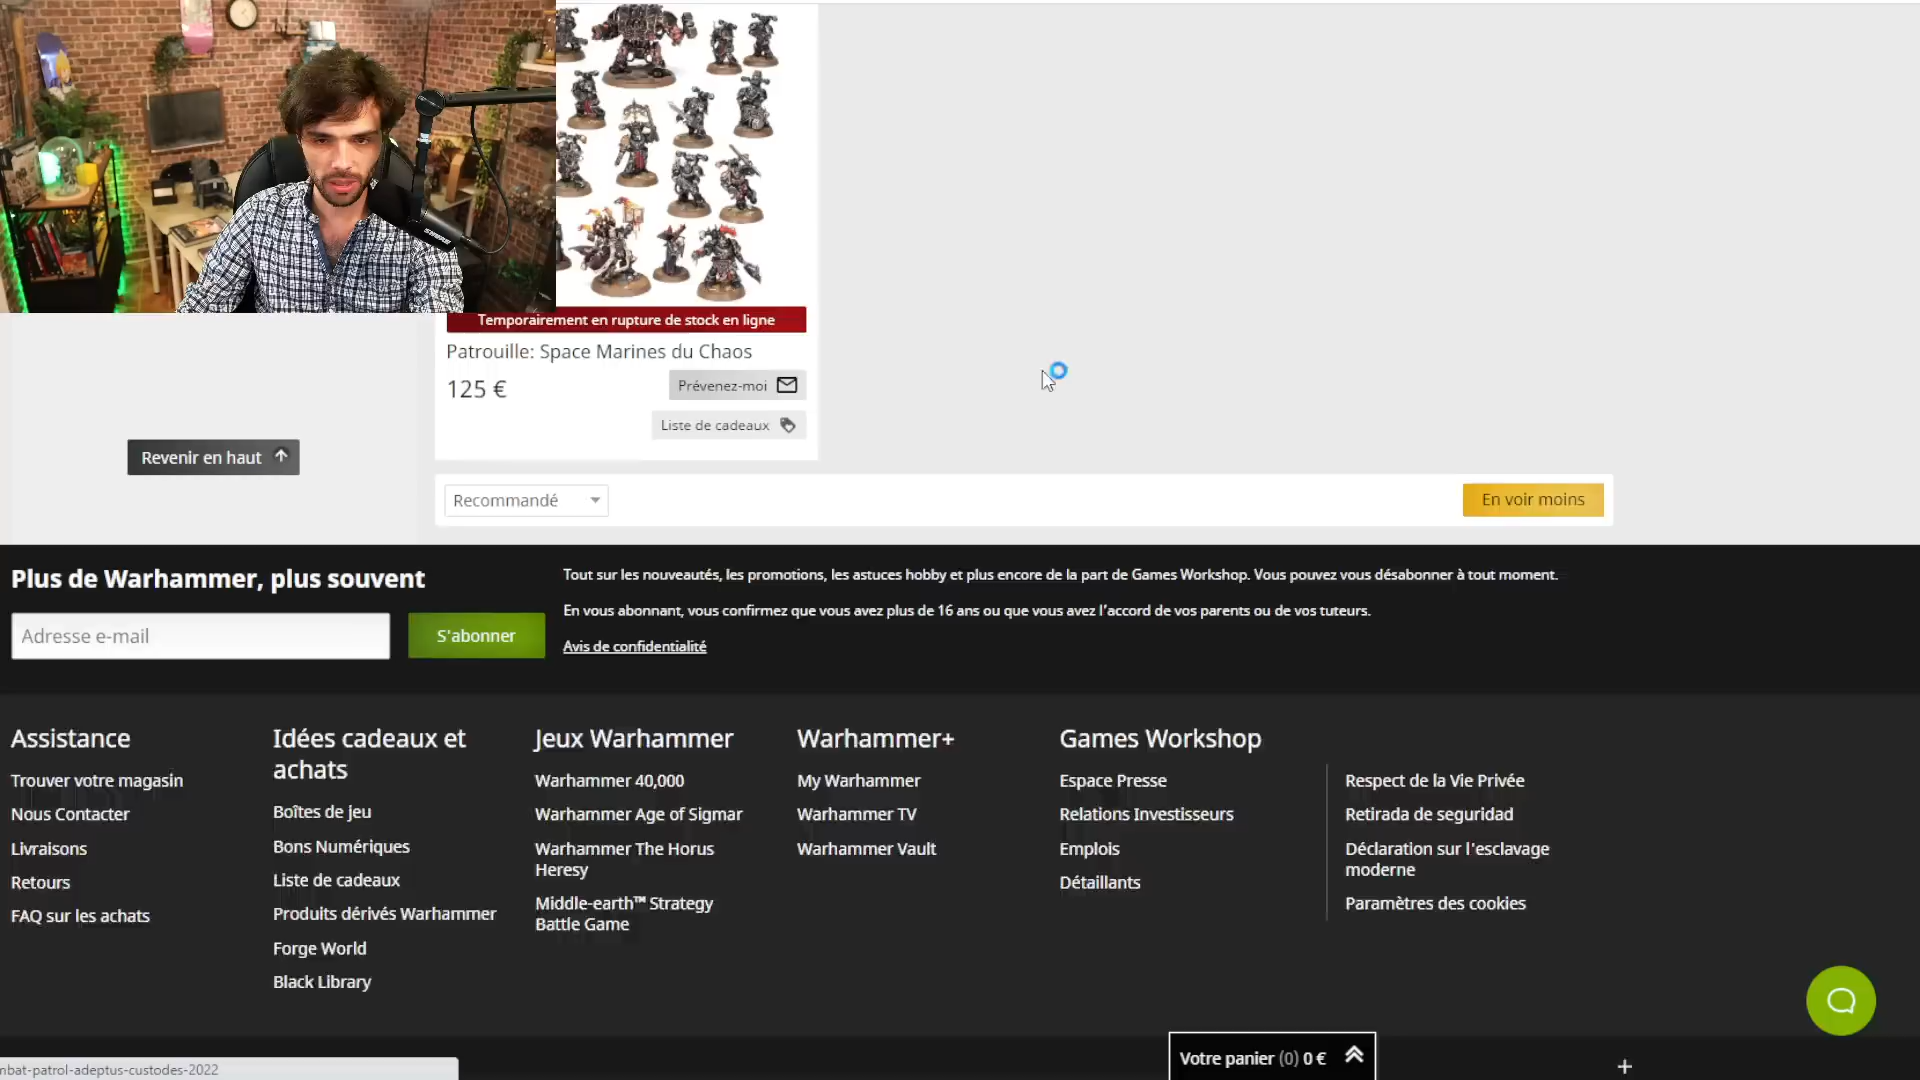 Temporairement en rupture de stock en ligne
Patrouille: Space Marines du Chaos
125 €
Prévenez-moi
Liste de cadeaux
Revenir en haut
Recommandé
En voir moins
Plus de Warhammer, plus souvent
Adresse e-mail
S'abonner
Tout sur les nouveautés, les promotions, les astuces hobby et plus encore de la part de Games Workshop. Vous pouvez vous désabonner à tout moment.
En vous abonnant, vous confirmez que vous avez plus de 16 ans ou que vous avez l’accord de vos parents ou de vos tuteurs.
Avis de confidentialité
Assistance
Trouver votre magasin
Nous Contacter
Livraisons
Retours
FAQ sur les achats
Idées cadeaux et
achats
Boîtes de jeu
Bons Numériques
Liste de cadeaux
Produits dérivés Warhammer
Forge World
Black Library
Jeux Warhammer
Warhammer 40,000
Warhammer Age of Sigmar
Warhammer The Horus
Heresy
Middle-earth™ Strategy
Battle Game
Warhammer+
My Warhammer
Warhammer TV
Warhammer Vault
Games Workshop
Espace Presse
Relations Investisseurs
Emplois
Détaillants
Respect de la Vie Privée
Retirada de seguridad
Déclaration sur l'esclavage
moderne
Paramètres des cookies
Votre panier (0) 0 €
+
mbat-patrol-adeptus-custodes-2022
SHURE